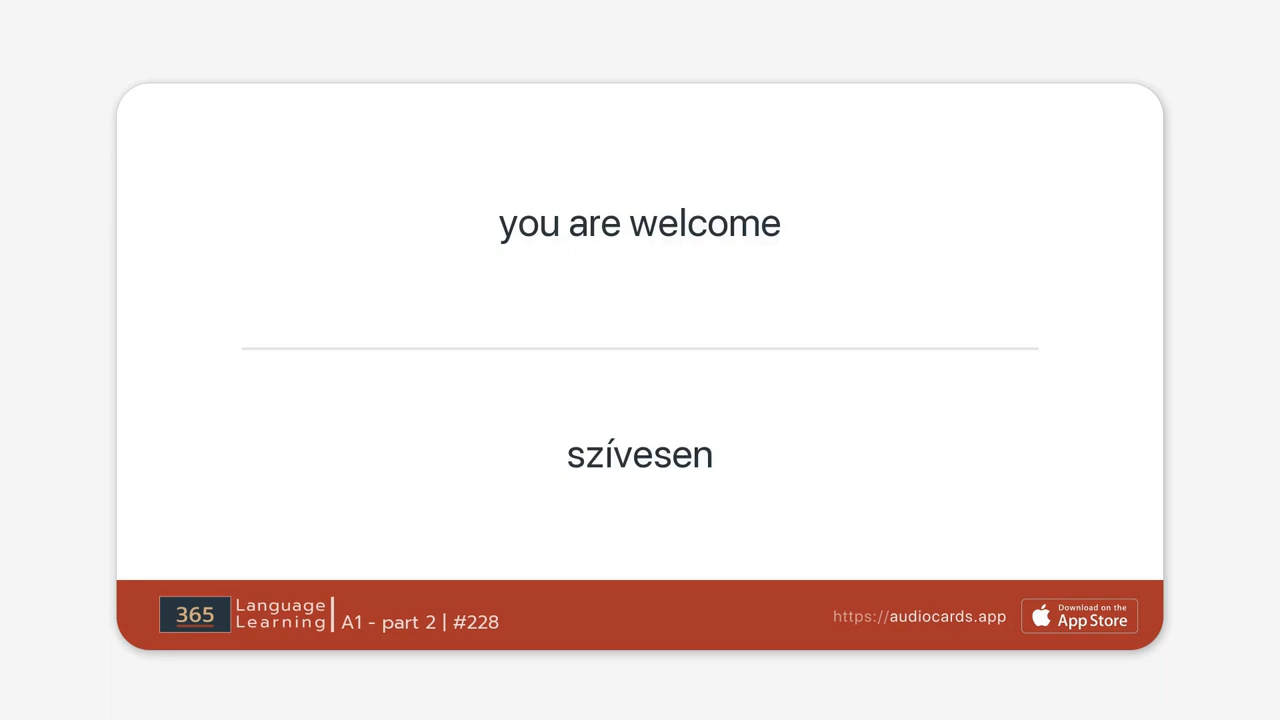 you are welcome
szívesen
365
Language
Learning
A1 - part 2 | #228
https://audiocards.app
Download on the
App Store